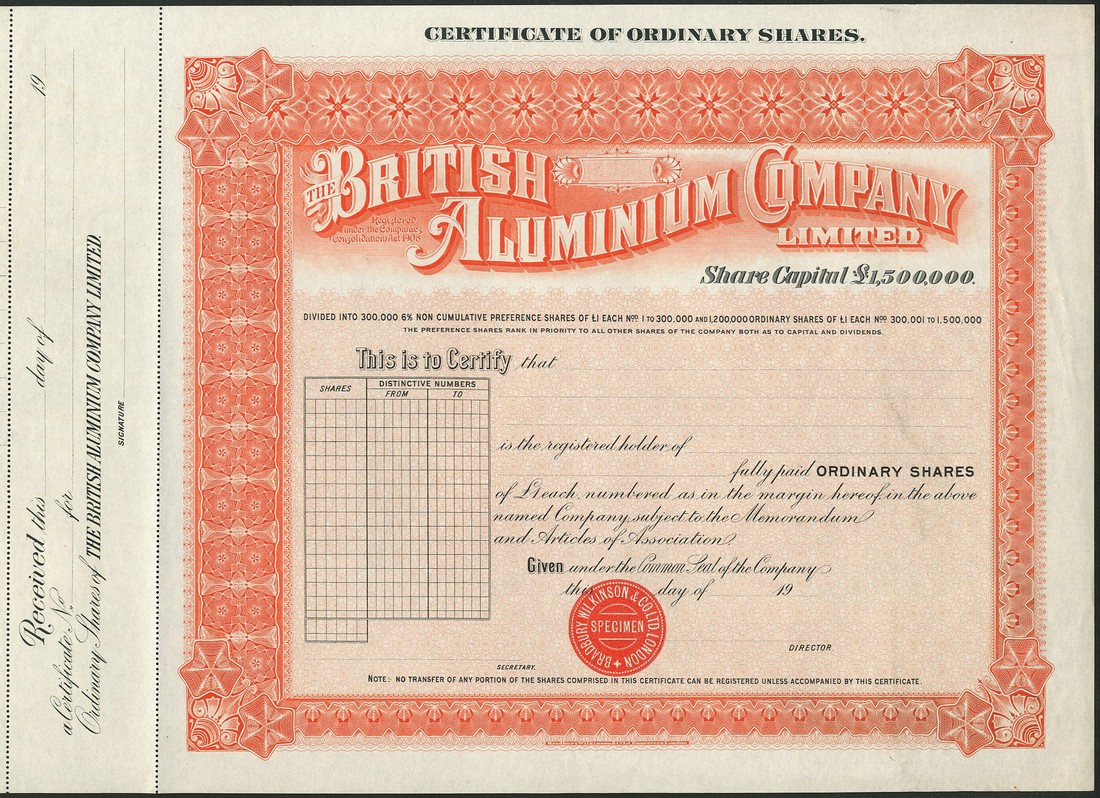 CERTIFICATE OF ORDINARY SHARES.
THE BRITISH ALUMINIUM COMPANY
LIMITED
Registered
under the Companies
(Consolidation) Act 1908
Share Capital £1,500,000.
DIVIDED INTO 300,000 6% NON CUMULATIVE PREFERENCE SHARES OF £1 EACH Nos 1 TO 300,000 AND 1,200,000 ORDINARY SHARES OF £1 EACH Nos 300,001 TO 1,500,000
THE PREFERENCE SHARES RANK IN PRIORITY TO ALL OTHER SHARES OF THE COMPANY BOTH AS TO CAPITAL AND DIVIDENDS.
This is to Certify that
SHARES
DISTINCTIVE NUMBERS
FROM TO
is the registered holder of
fully paid ORDINARY SHARES
of £1 each, numbered as in the margin hereof, in the above
named Company, subject to the Memorandum
and Articles of Association
Given under the Common Seal of the Company
this day of 19
BRADBURY WILKINSON & CO. LTD. LONDON
SPECIMEN
DIRECTOR
SECRETARY.
NOTE:- NO TRANSFER OF ANY PORTION OF THE SHARES COMPRISED IN THIS CERTIFICATE CAN BE REGISTERED UNLESS ACCOMPANIED BY THIS CERTIFICATE.
Received this day of 19
a Certificate No for
Ordinary Shares of THE BRITISH ALUMINIUM COMPANY LIMITED.
SIGNATURE